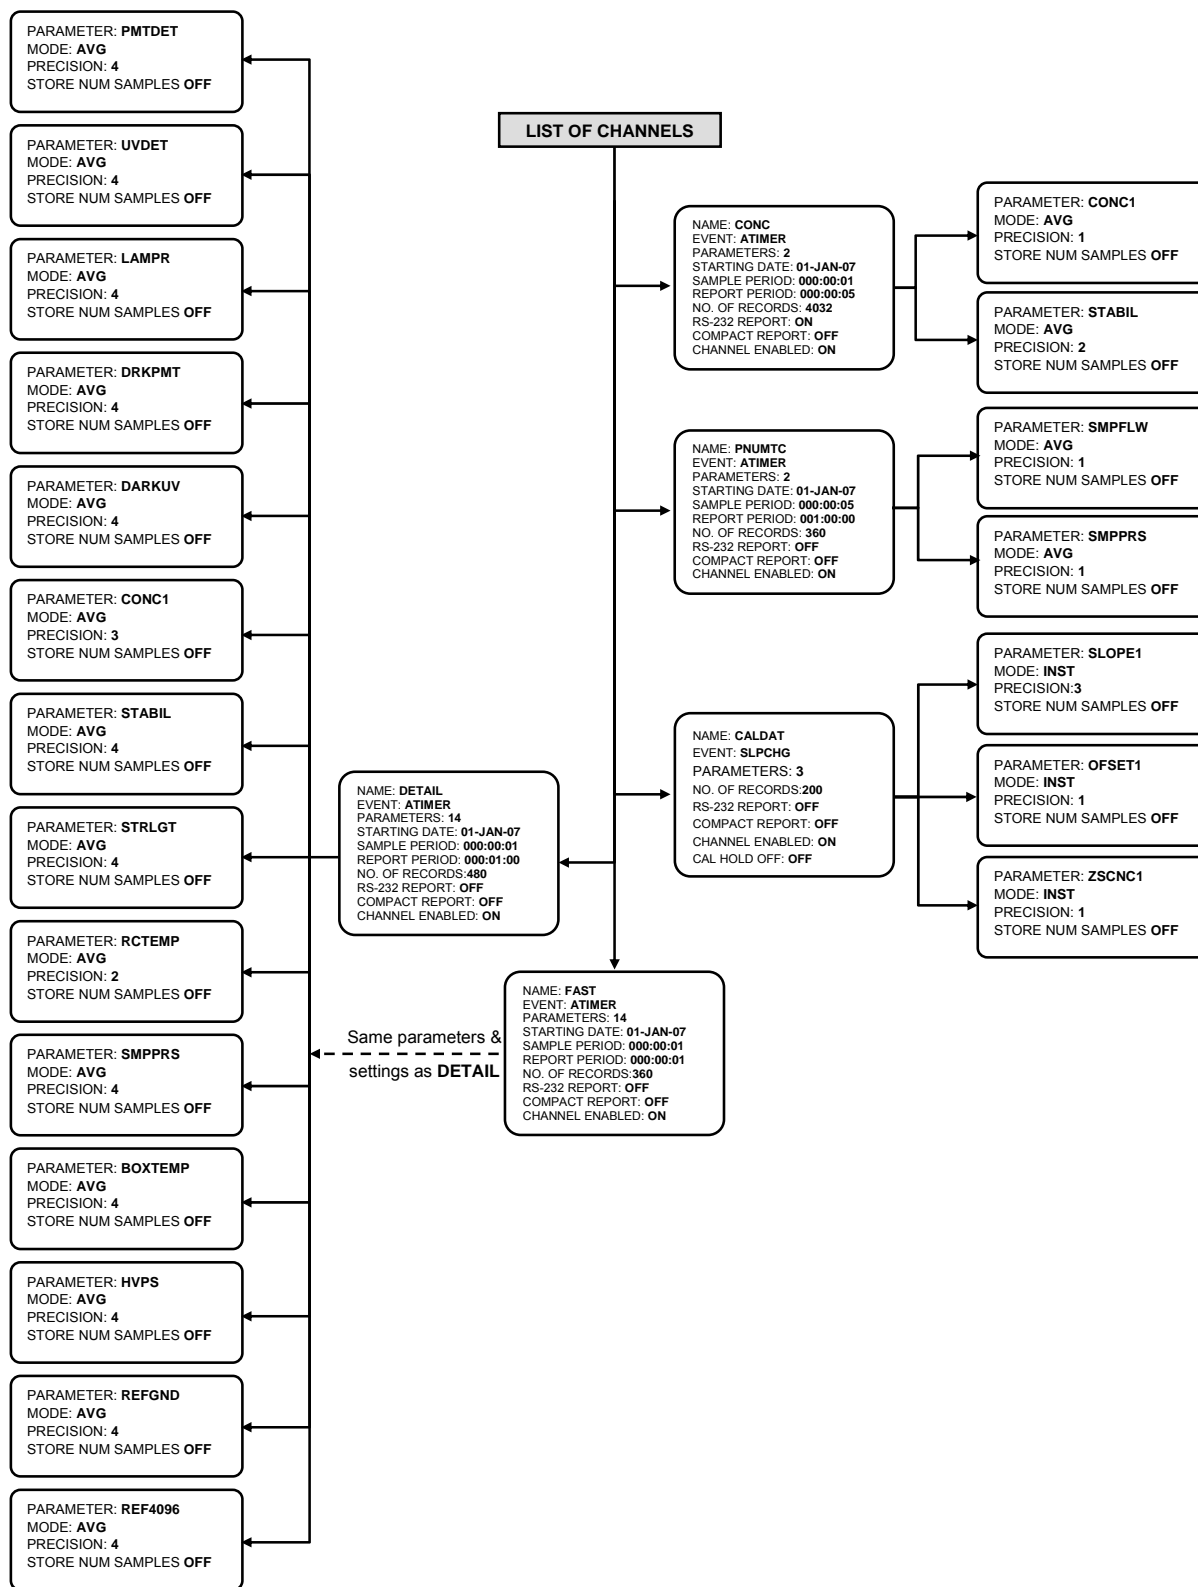 PARAMETER: PMTDET
MODE: AVG
PRECISION: 4
STORE NUM SAMPLES OFF
PARAMETER: UVDET
MODE: AVG
PRECISION: 4
STORE NUM SAMPLES OFF
PARAMETER: LAMPR
MODE: AVG
PRECISION: 4
STORE NUM SAMPLES OFF
PARAMETER: DRKPMT
MODE: AVG
PRECISION: 4
STORE NUM SAMPLES OFF
PARAMETER: DARKUV
MODE: AVG
PRECISION: 4
STORE NUM SAMPLES OFF
PARAMETER: CONC1
MODE: AVG
PRECISION: 3
STORE NUM SAMPLES OFF
PARAMETER: STABIL
MODE: AVG
PRECISION: 4
STORE NUM SAMPLES OFF
PARAMETER: STRLGT
MODE: AVG
PRECISION: 4
STORE NUM SAMPLES OFF
PARAMETER: RCTEMP
MODE: AVG
PRECISION: 2
STORE NUM SAMPLES OFF
PARAMETER: SMPPRS
MODE: AVG
PRECISION: 4
STORE NUM SAMPLES OFF
PARAMETER: BOXTEMP
MODE: AVG
PRECISION: 4
STORE NUM SAMPLES OFF
PARAMETER: HVPS
MODE: AVG
PRECISION: 4
STORE NUM SAMPLES OFF
PARAMETER: REFGND
MODE: AVG
PRECISION: 4
STORE NUM SAMPLES OFF
PARAMETER: REF4096
MODE: AVG
PRECISION: 4
STORE NUM SAMPLES OFF
LIST OF CHANNELS
NAME: DETAIL
EVENT: ATIMER
PARAMETERS: 14
STARTING DATE: 01-JAN-07
SAMPLE PERIOD: 000:00:01
REPORT PERIOD: 000:01:00
NO. OF RECORDS:480
RS-232 REPORT: OFF
COMPACT REPORT: OFF
CHANNEL ENABLED: ON
Same parameters &
settings as DETAIL
NAME: FAST
EVENT: ATIMER
PARAMETERS: 14
STARTING DATE: 01-JAN-07
SAMPLE PERIOD: 000:00:01
REPORT PERIOD: 000:00:01
NO. OF RECORDS:360
RS-232 REPORT: OFF
COMPACT REPORT: OFF
CHANNEL ENABLED: ON
NAME: CONC
EVENT: ATIMER
PARAMETERS: 2
STARTING DATE: 01-JAN-07
SAMPLE PERIOD: 000:00:01
REPORT PERIOD: 000:00:05
NO. OF RECORDS: 4032
RS-232 REPORT: ON
COMPACT REPORT: OFF
CHANNEL ENABLED: ON
NAME: PNUMTC
EVENT: ATIMER
PARAMETERS: 2
STARTING DATE: 01-JAN-07
SAMPLE PERIOD: 000:00:05
REPORT PERIOD: 001:00:00
NO. OF RECORDS: 360
RS-232 REPORT: OFF
COMPACT REPORT: OFF
CHANNEL ENABLED: ON
NAME: CALDAT
EVENT: SLPCHG
PARAMETERS: 3
NO. OF RECORDS:200
RS-232 REPORT: OFF
COMPACT REPORT: OFF
CHANNEL ENABLED: ON
CAL HOLD OFF: OFF
PARAMETER: CONC1
MODE: AVG
PRECISION: 1
STORE NUM SAMPLES OFF
PARAMETER: STABIL
MODE: AVG
PRECISION: 2
STORE NUM SAMPLES OFF
PARAMETER: SMPFLW
MODE: AVG
PRECISION: 1
STORE NUM SAMPLES OFF
PARAMETER: SMPPRS
MODE: AVG
PRECISION: 1
STORE NUM SAMPLES OFF
PARAMETER: SLOPE1
MODE: INST
PRECISION:3
STORE NUM SAMPLES OFF
PARAMETER: OFSET1
MODE: INST
PRECISION: 1
STORE NUM SAMPLES OFF
PARAMETER: ZSCNC1
MODE: INST
PRECISION: 1
STORE NUM SAMPLES OFF